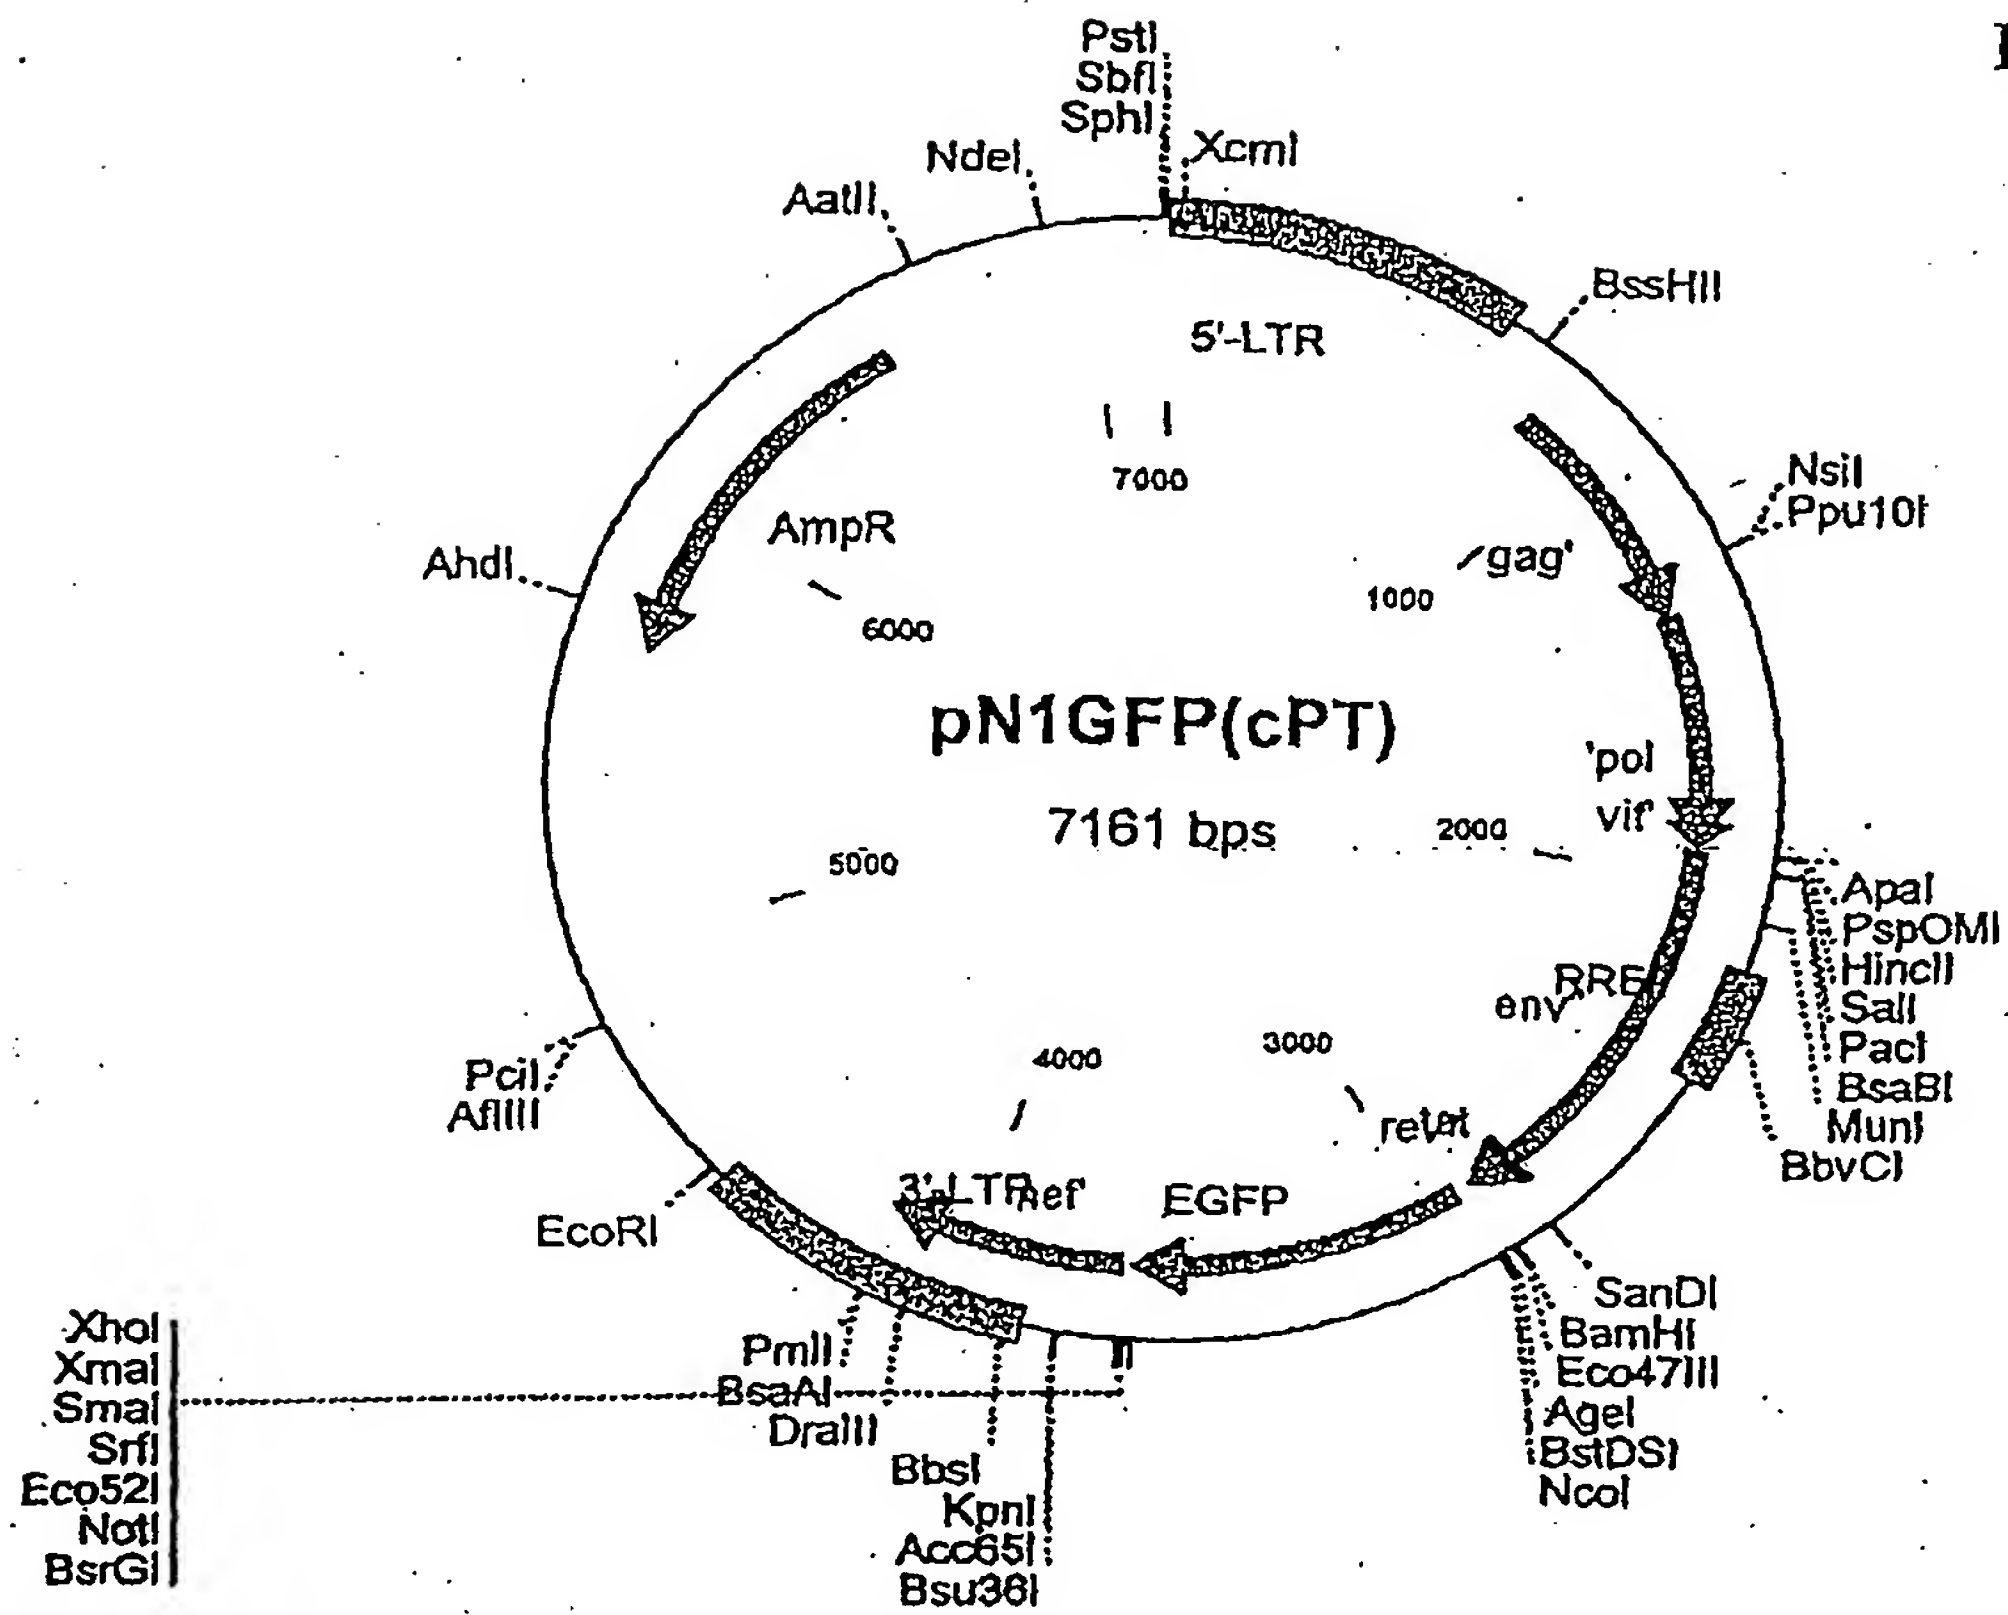 PstI
SbfI
SphI
XcmI
NdeI
AatII
BssHII
5'-LTR
7000
NsiI
Ppu10I
AmpR
gag'
AhdI
1000
6000
pN1GFP(cPT)
'pol
vif'
7161 bps
2000
5000
ApaI
PspOMI
HincII
SalI
PacI
BsaBI
MunI
BbvCI
RRE
env'
3000
4000
PciI
AflIII
3'-LTR
nef'
EGFP
EcoRI
SanDI
BamHI
Eco47III
AgeI
BstDSI
NcoI
XhoI
XmaI
SmaI
SrfI
Eco52I
NotI
BsrGI
PmlI
BsaAI
DraIII
BbsI
KpnI
Acc65I
Bsu36I